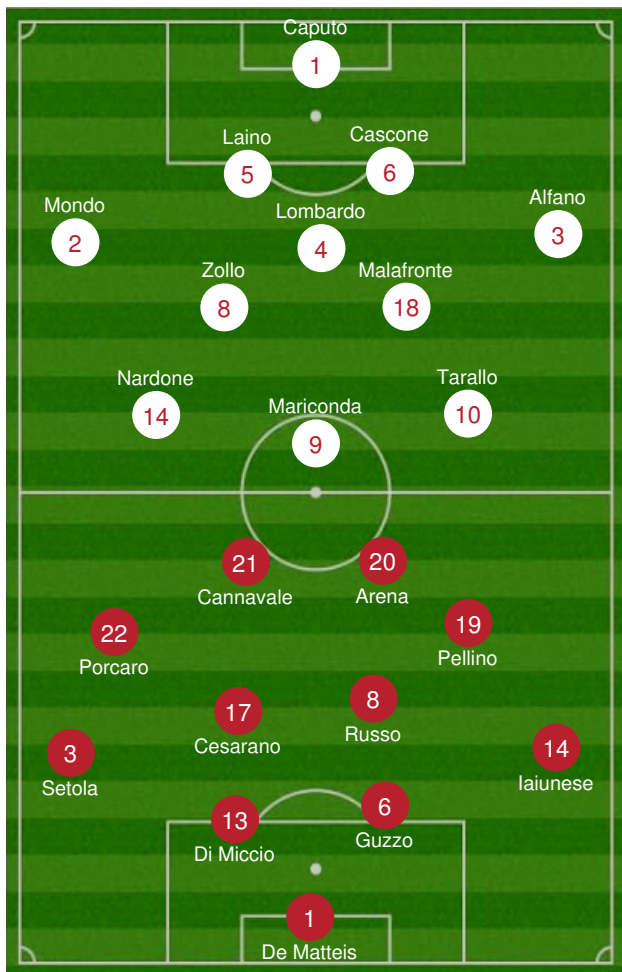 Caputo
1
Laino
5
Cascone
6
Mondo
2
Lombardo
4
Alfano
3
Zollo
8
Malafronte
18
Nardone
14
Mariconda
9
Tarallo
10
21
Cannavale
20
Arena
22
Porcaro
19
Pellino
17
Cesarano
8
Russo
3
Setola
14
Iaiunese
13
Di Miccio
6
Guzzo
1
De Matteis